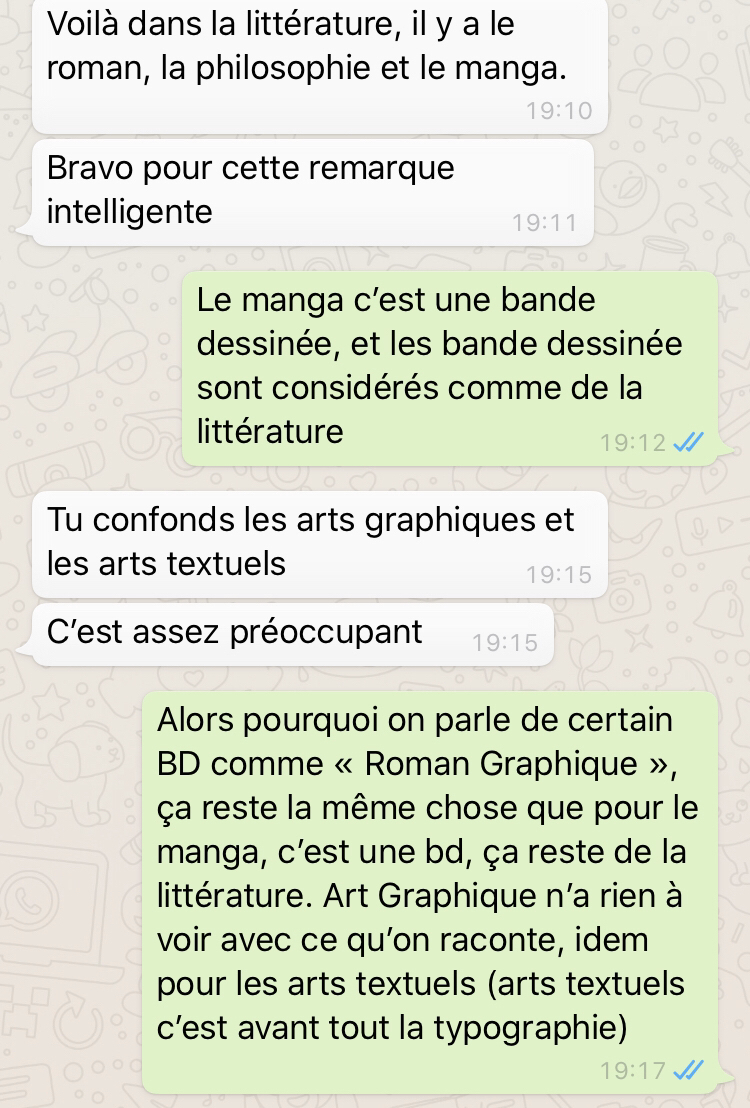 Voilà dans la littérature, il y a le
roman, la philosophie et le manga.
19:10
Bravo pour cette remarque
intelligente
19:11
Le manga c’est une bande
dessinée, et les bande dessinée
sont considérés comme de la
littérature
19:12
Tu confonds les arts graphiques et
les arts textuels
19:15
C’est assez préoccupant
19:15
Alors pourquoi on parle de certain
BD comme « Roman Graphique »,
ça reste la même chose que pour le
manga, c’est une bd, ça reste de la
littérature. Art Graphique n’a rien à
voir avec ce qu’on raconte, idem
pour les arts textuels (arts textuels
c’est avant tout la typographie)
19:17